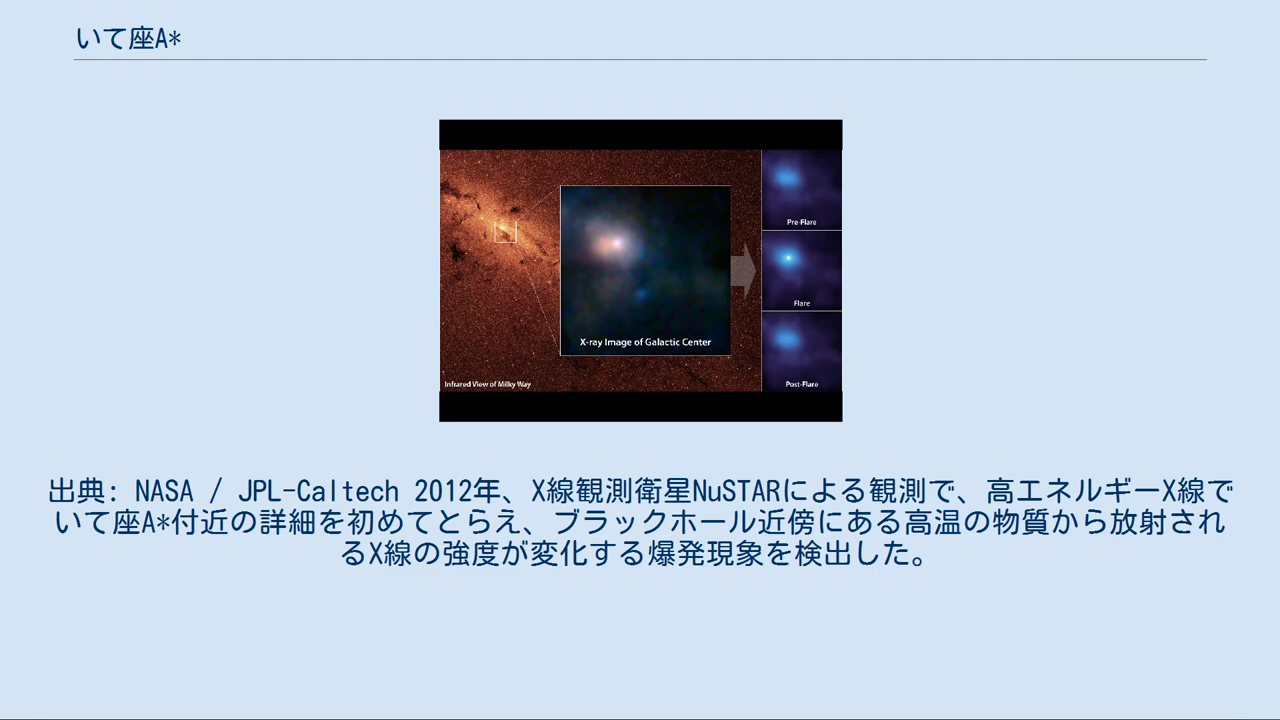 いて座A*
Pre-Flare
Flare
X-ray Image of Galactic Center
Infrared View of Milky Way
Post-Flare
出典: NASA / JPL-Caltech 2012年、X線観測衛星NuSTARによる観測で、高エネルギーX線で
いて座A*付近の詳細を初めてとらえ、ブラックホール近傍にある高温の物質から放射され
るX線の強度が変化する爆発現象を検出した。